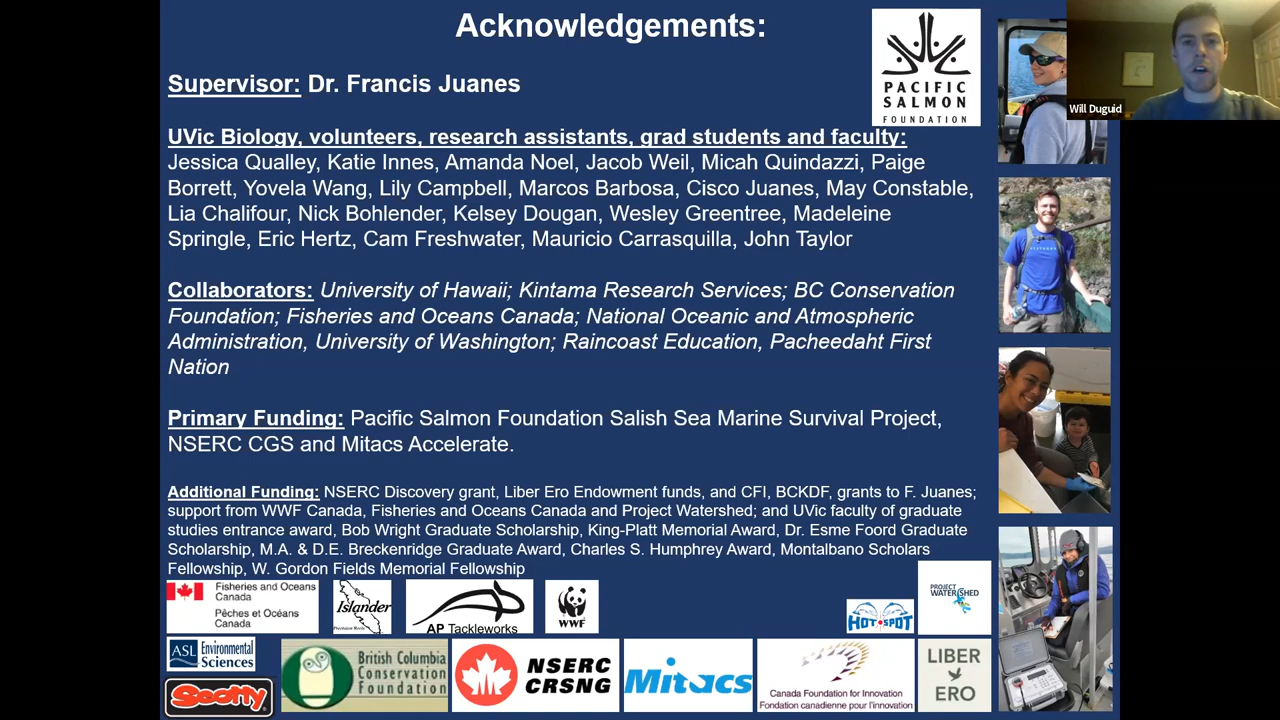 Acknowledgements:
PACIFIC
SALMON
FOUNDATION
Will Duguid
Supervisor: Dr. Francis Juanes
UVic Biology, volunteers, research assistants, grad students and faculty:
Jessica Qualley, Katie Innes, Amanda Noel, Jacob Weil, Micah Quindazzi, Paige
Borrett, Yovela Wang, Lily Campbell, Marcos Barbosa, Cisco Juanes, May Constable,
Lia Chalifour, Nick Bohlender, Kelsey Dougan, Wesley Greentree, Madeleine
Springle, Eric Hertz, Cam Freshwater, Mauricio Carrasquilla, John Taylor
Collaborators: University of Hawaii; Kintama Research Services; BC Conservation
Foundation; Fisheries and Oceans Canada; National Oceanic and Atmospheric
Administration, University of Washington; Raincoast Education, Pacheedaht First
Nation
Primary Funding: Pacific Salmon Foundation Salish Sea Marine Survival Project,
NSERC CGS and Mitacs Accelerate.
Additional Funding: NSERC Discovery grant, Liber Ero Endowment funds, and CFI, BCKDF, grants to F. Juanes;
support from WWF Canada, Fisheries and Oceans Canada and Project Watershed; and UVic faculty of graduate
studies entrance award, Bob Wright Graduate Scholarship, King-Platt Memorial Award, Dr. Esme Foord Graduate
Scholarship, M.A. & D.E. Breckenridge Graduate Award, Charles S. Humphrey Award, Montalbano Scholars
Fellowship, W. Gordon Fields Memorial Fellowship
Fisheries and Oceans
Canada
Pêches et Océans
Canada
Islander
Precision Reels
AP Tackleworks
WWF
HOT SPOT
PROJECT
WATERSHED
ASL Environmental
Sciences
Scotty
British Columbia
Conservation
Foundation
NSERC
CRSNG
Mitacs
Canada Foundation for Innovation
Fondation canadienne pour l'innovation
LIBER
ERO